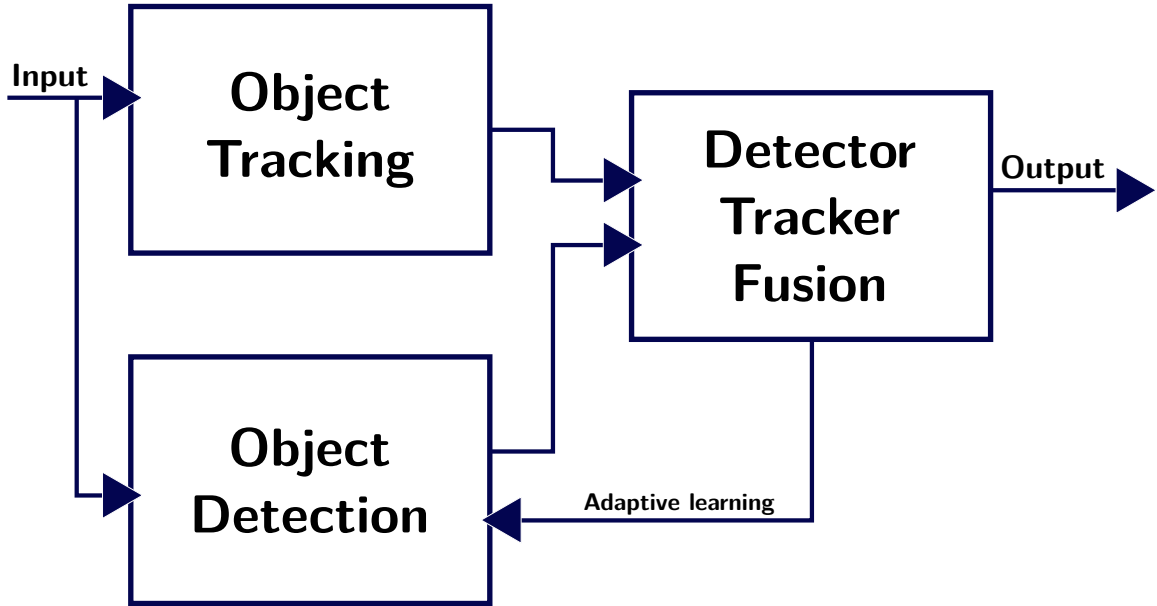 Input
Object
Tracking
Detector
Tracker
Fusion
Output
Object
Detection
Adaptive learning